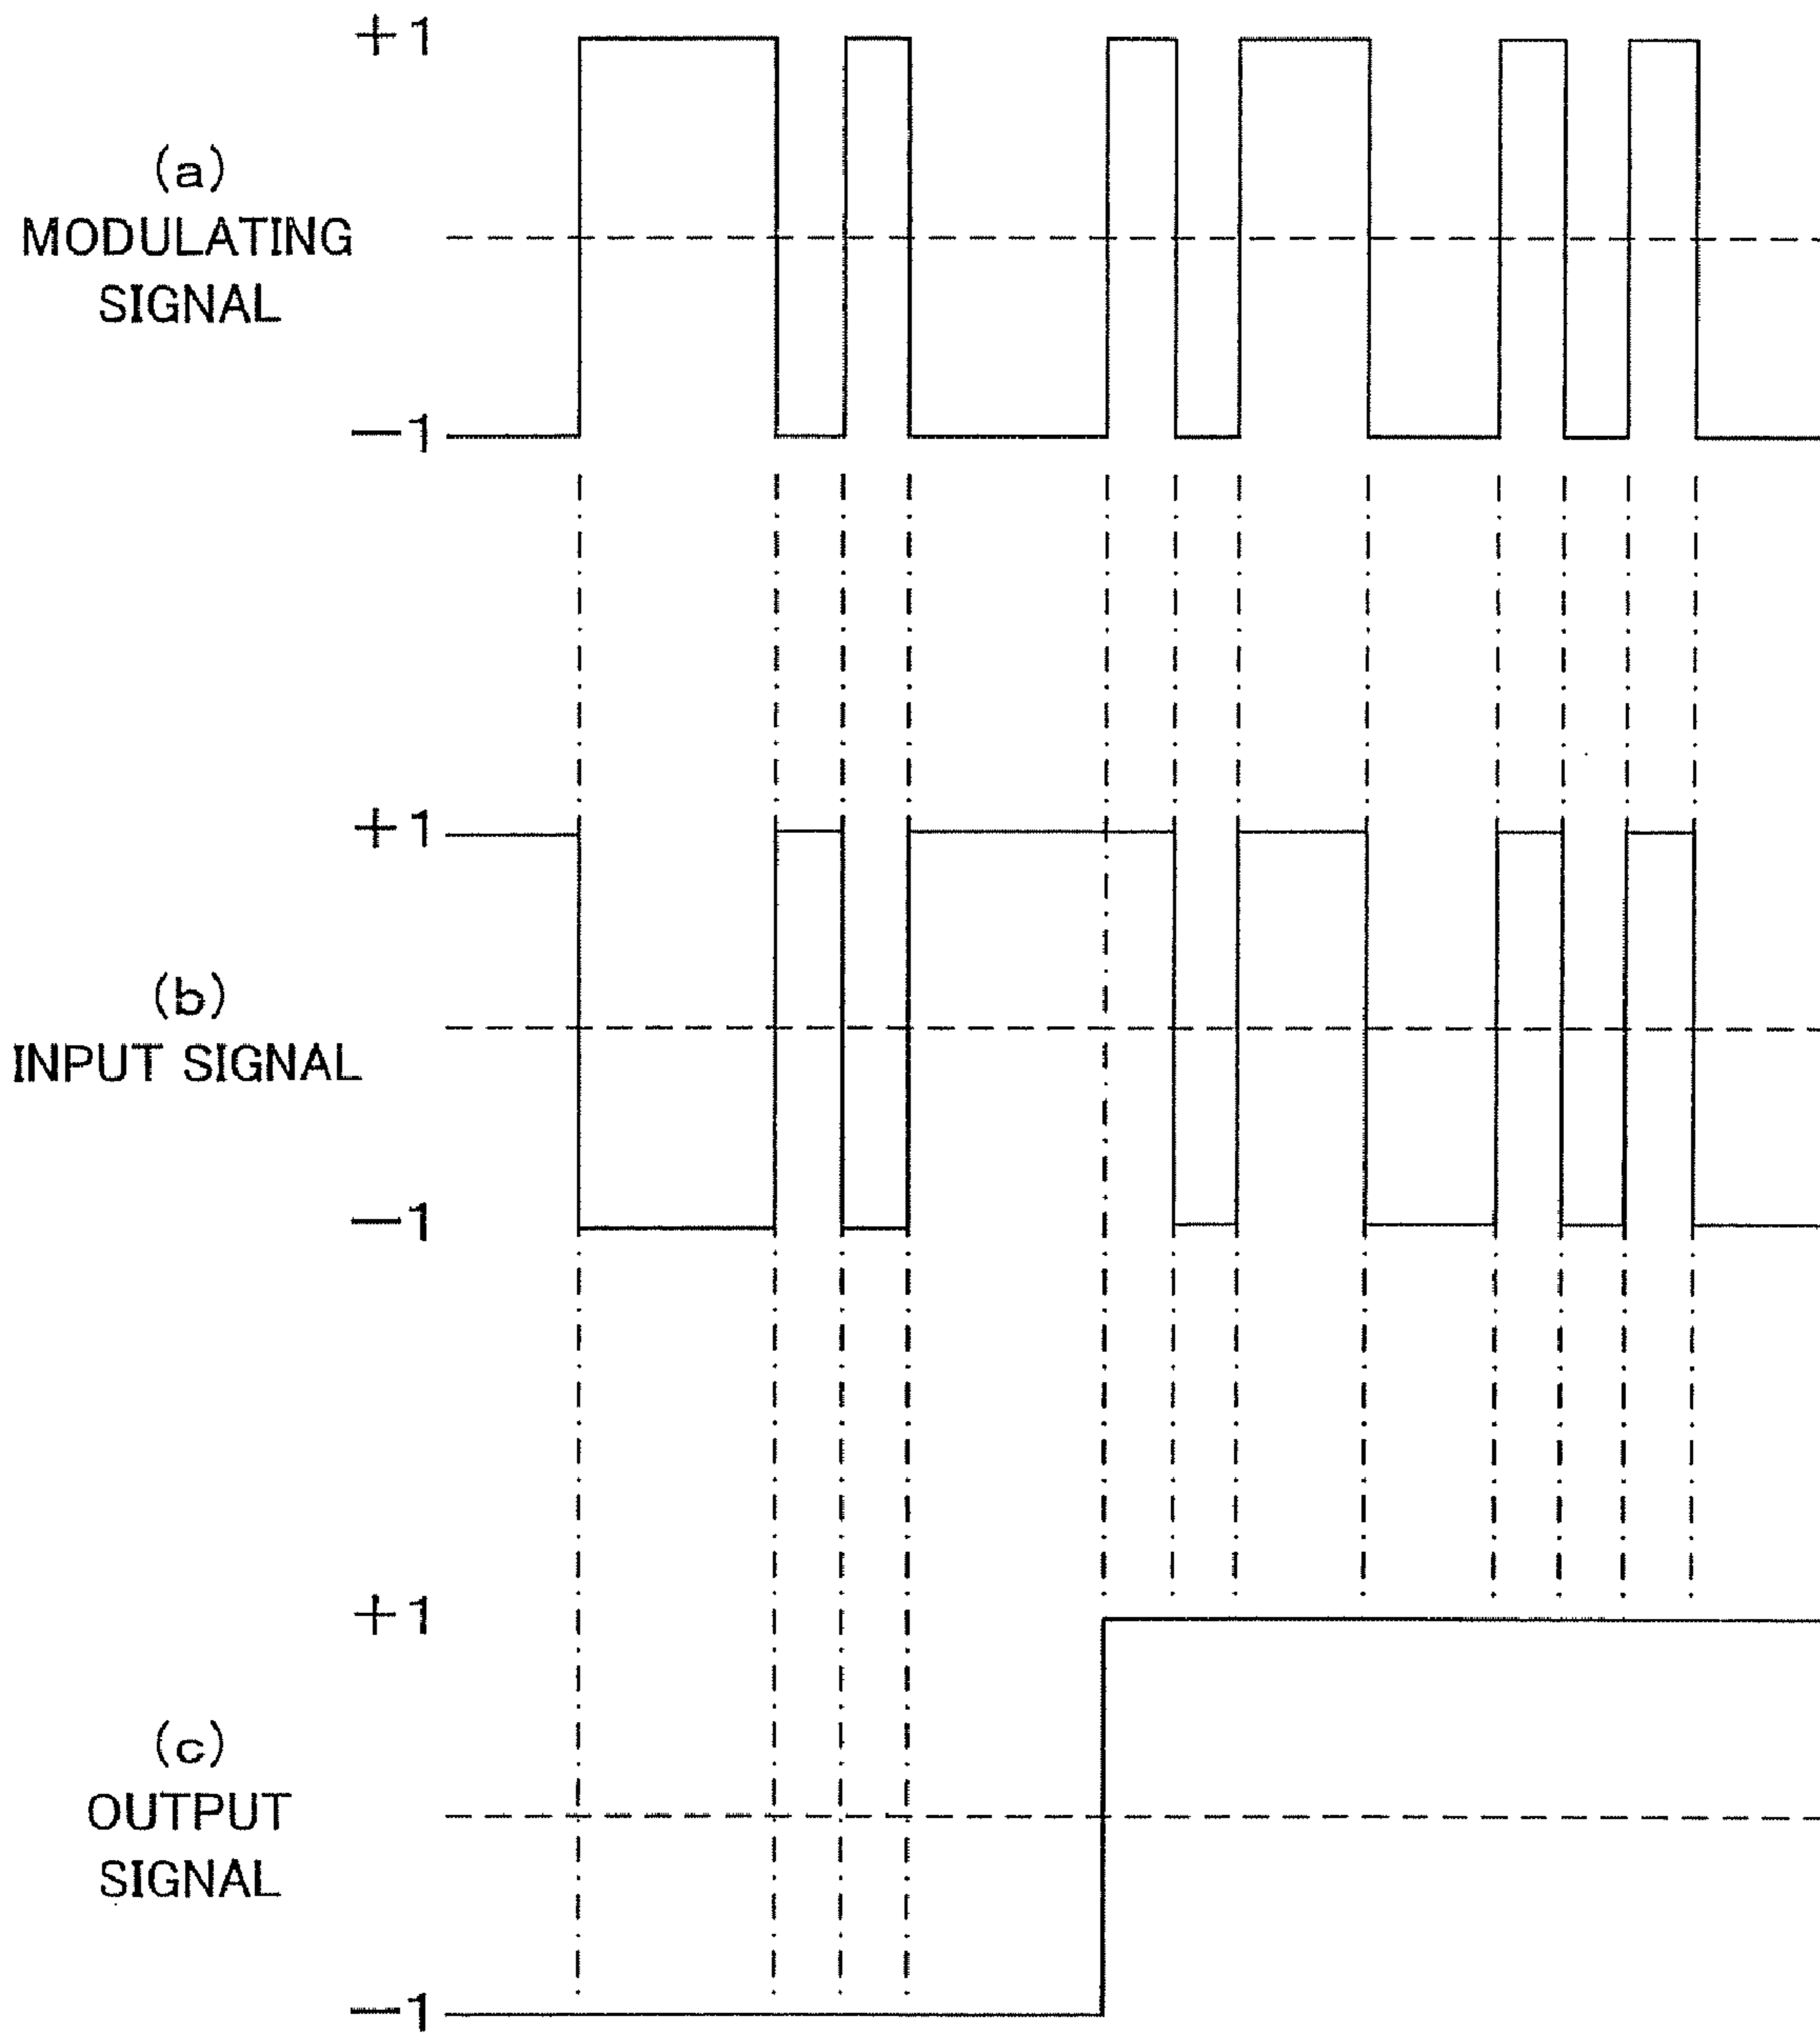 +1
(a)
MODULATING
SIGNAL
−1
+1
(b)
INPUT SIGNAL
−1
+1
(c)
OUTPUT
SIGNAL
−1